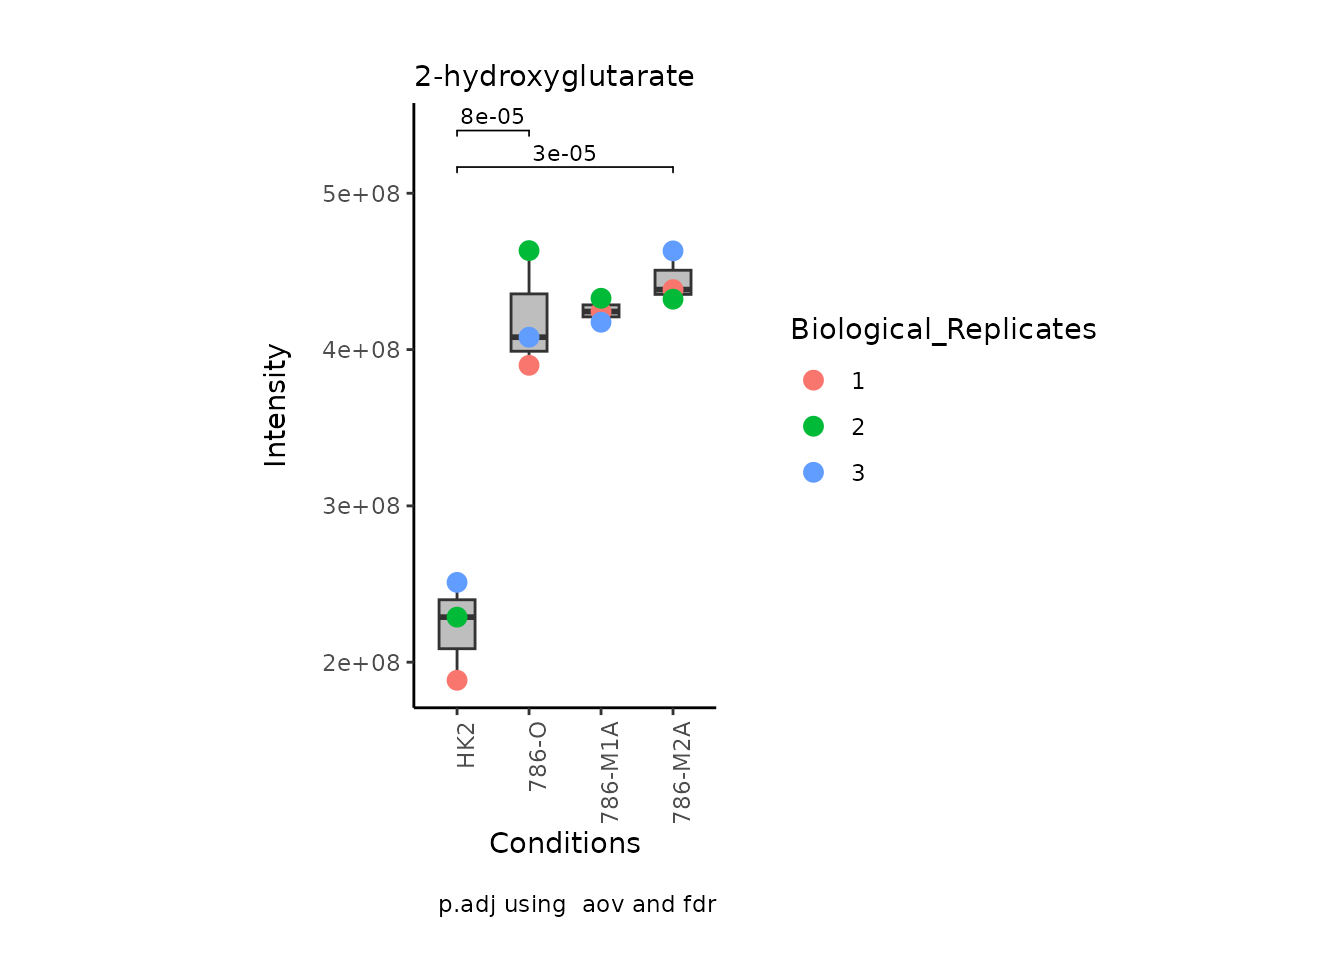 2-hydroxyglutarate
8e-05
3e-05
5e+08
4e+08
3e+08
2e+08
Intensity
HK2
786-O
786-M1A
786-M2A
Conditions
Biological_Replicates
1
2
3
p.adj using  aov and fdr